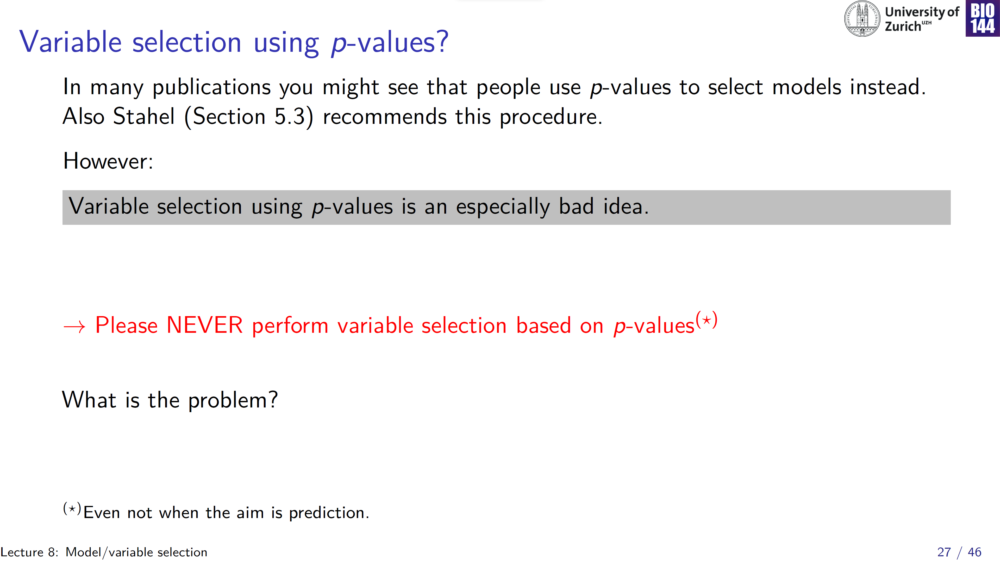 University of
Zurich UZH
BIO
144
UNIVERSITAS TURICENSIS
Variable selection using p-values?
In many publications you might see that people use p-values to select models instead.
Also Stahel (Section 5.3) recommends this procedure.
However:
Variable selection using p-values is an especially bad idea.
→ Please NEVER perform variable selection based on p-values(⋆)
What is the problem?
(⋆)Even not when the aim is prediction.
Lecture 8: Model/variable selection
27 / 46